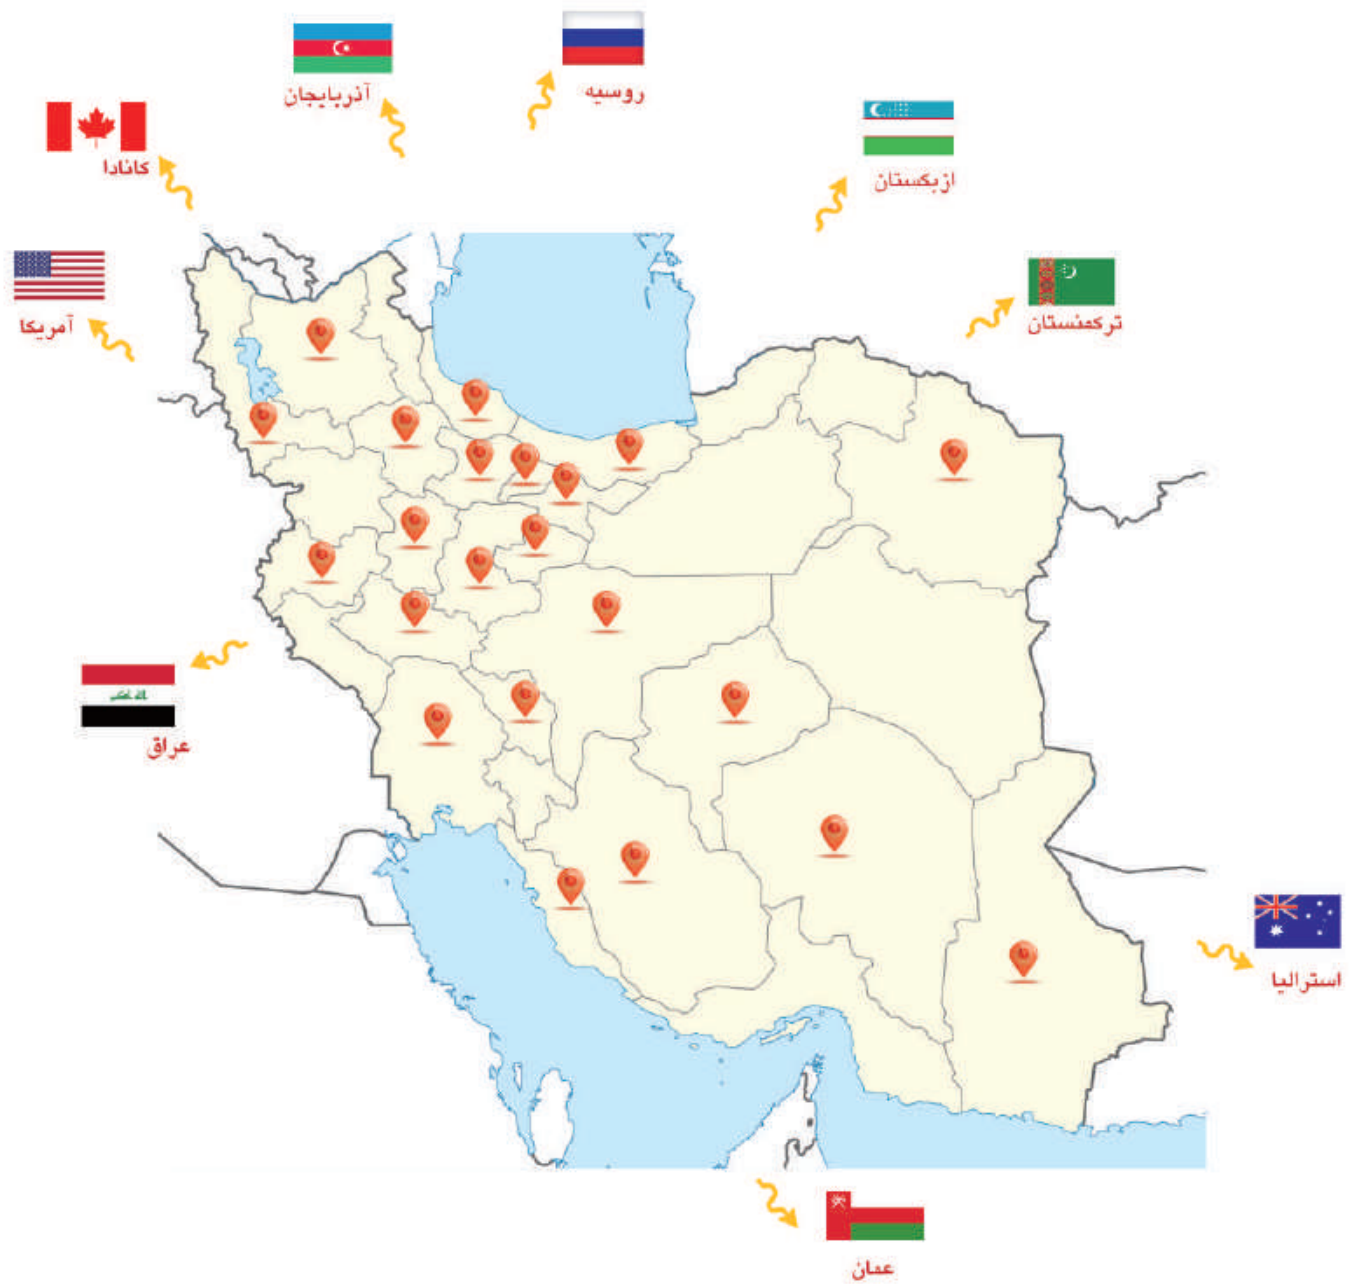 روسیه
آذربایجان
کانادا
ازبکستان
آمریکا
ترکمنستان
عراق
استرالیا
عمان